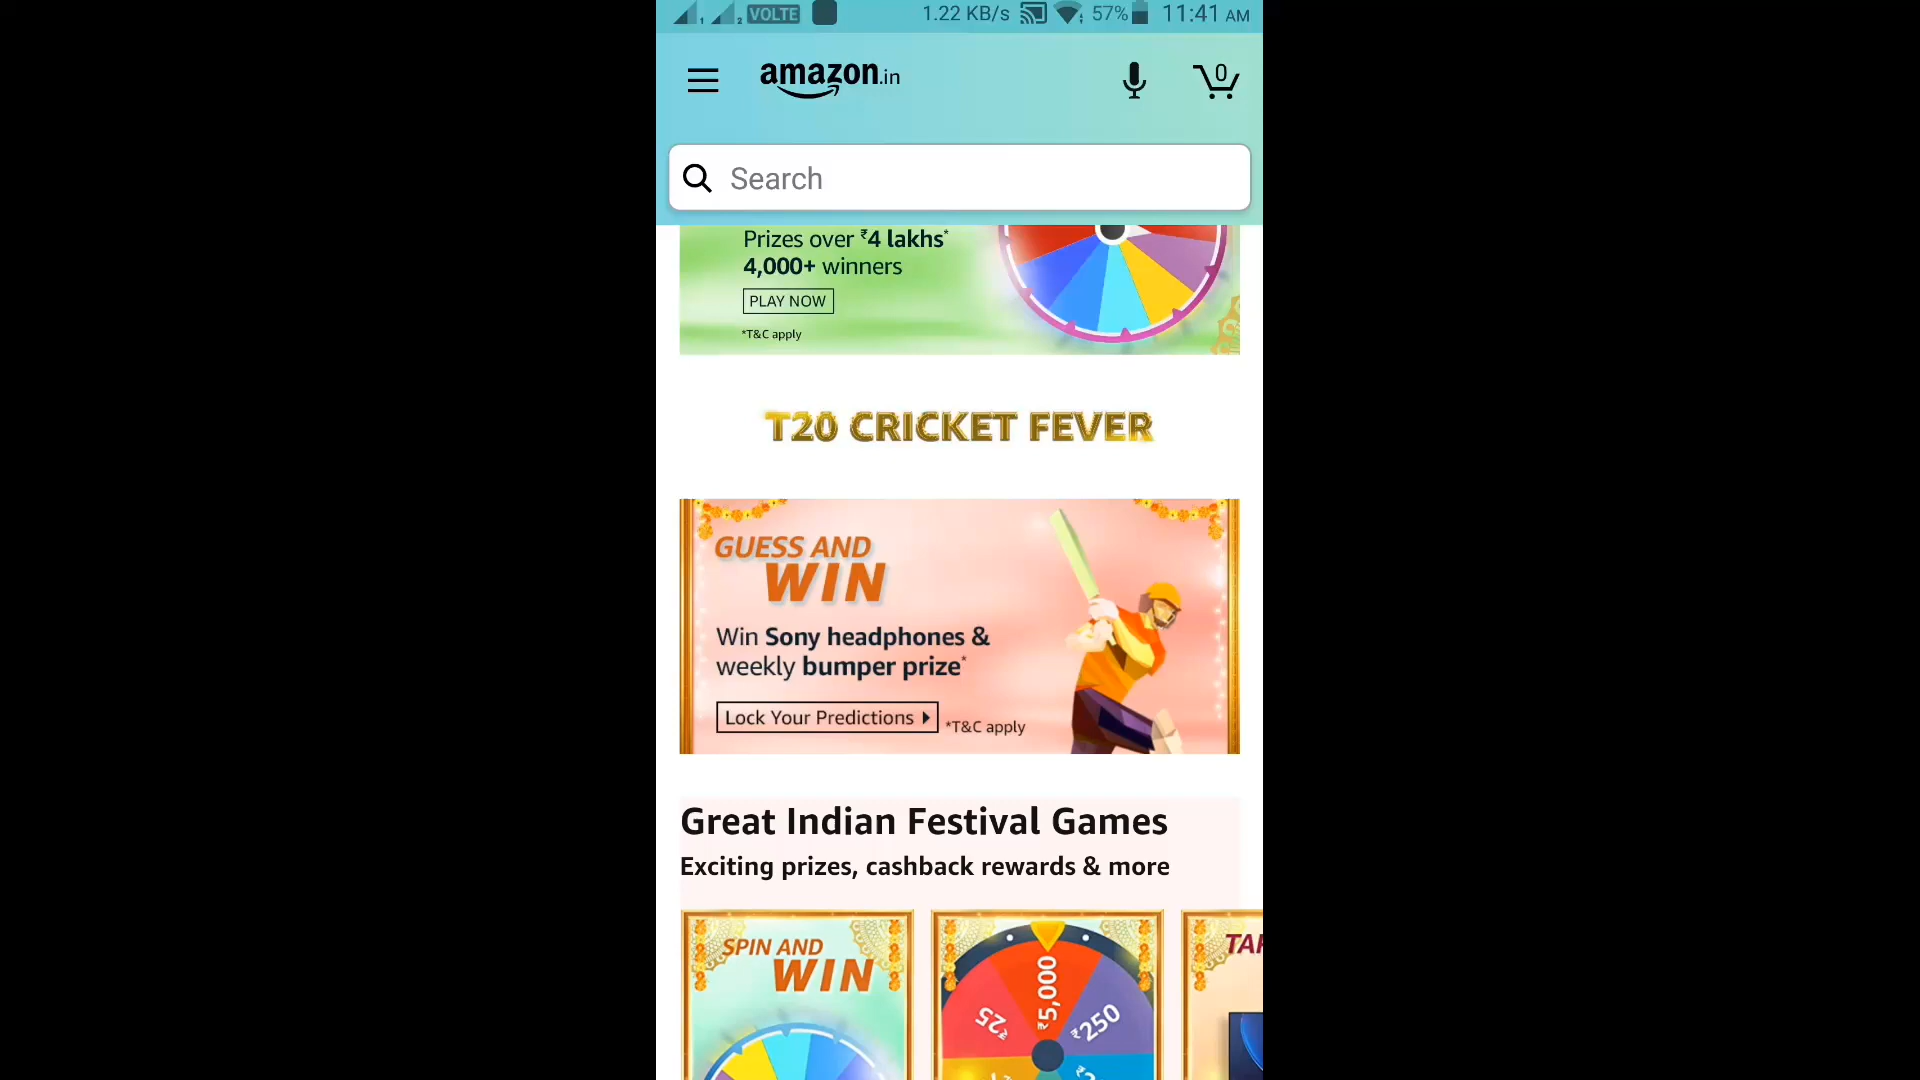 1 2 VOLTE 1.22 KB/s 57% 11:41 AM
amazon.in
0
Search
Prizes over ₹4 lakhs*
4,000+ winners
PLAY NOW
*T&C apply
T20 CRICKET FEVER
GUESS AND
WIN
Win Sony headphones &
weekly bumper prize*
Lock Your Predictions
*T&C apply
Great Indian Festival Games
Exciting prizes, cashback rewards & more
SPIN AND
WIN
₹25
₹5,000
₹250